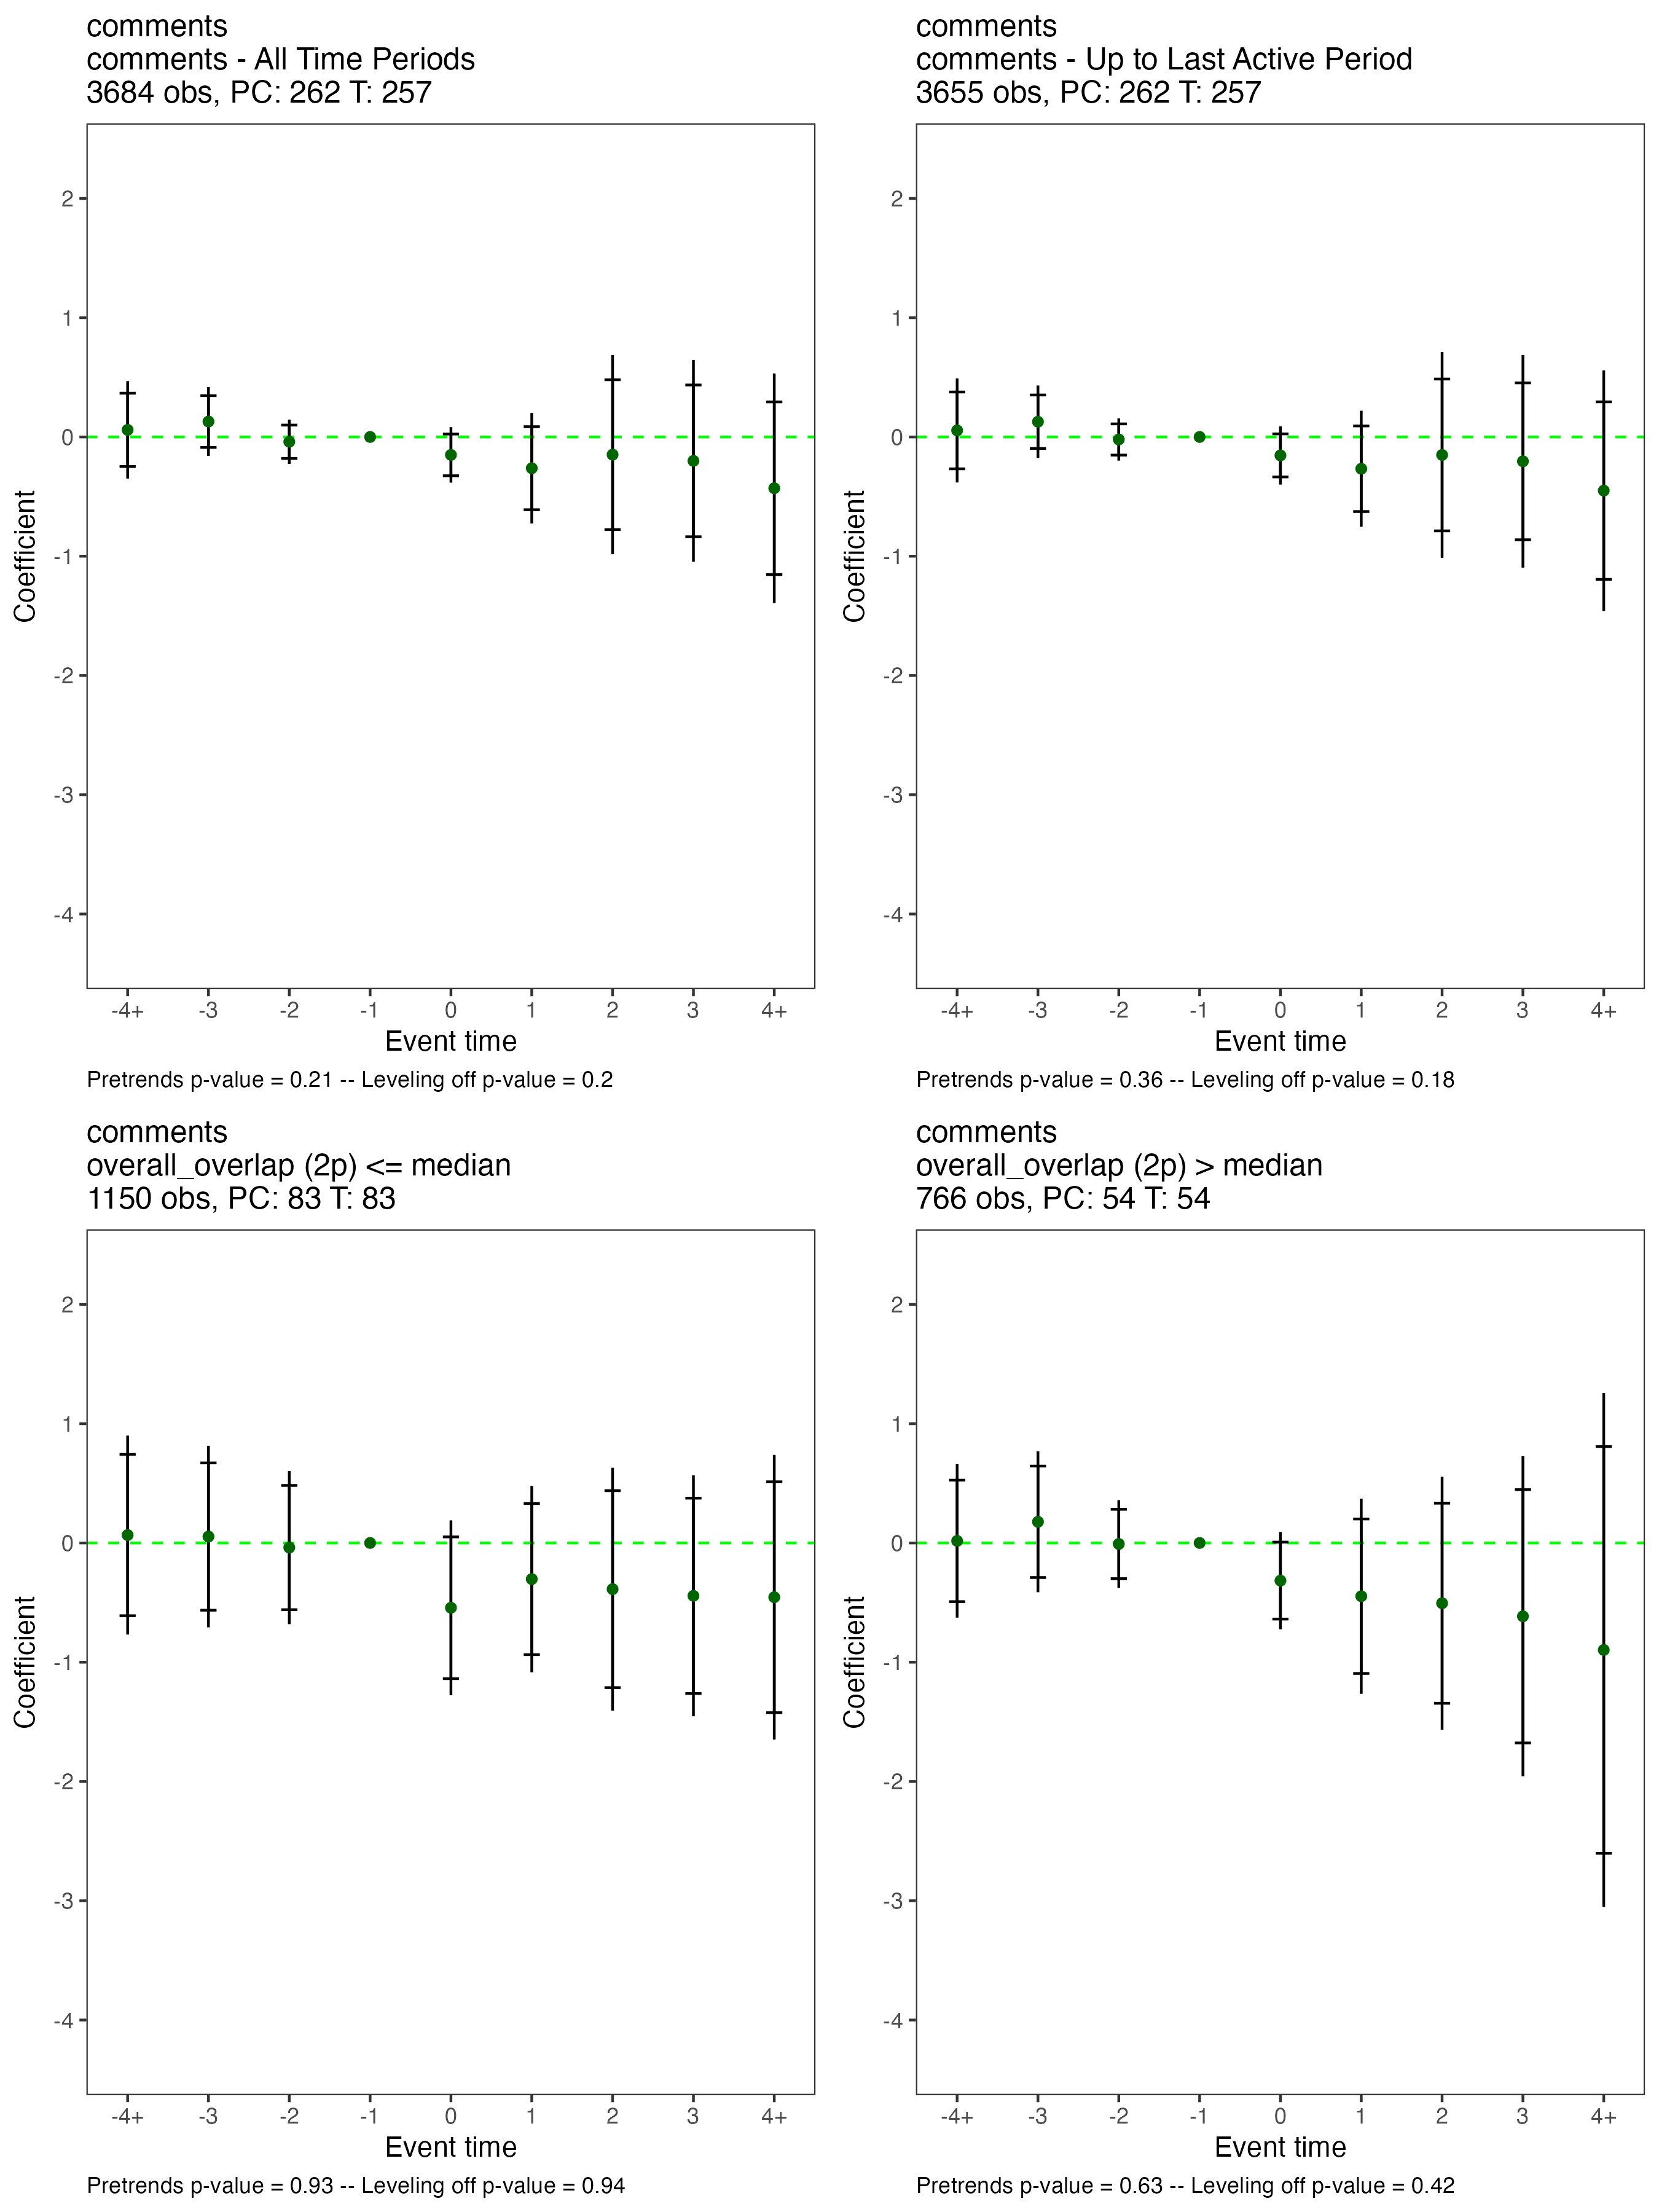 comments
comments - All Time Periods
3684 obs, PC: 262 T: 257
2
1
0
-1
-2
-3
-4
Coefficient
-4+ -3 -2 -1 0 1 2 3 4+
Event time
Pretrends p-value = 0.21 -- Leveling off p-value = 0.2
comments
comments - Up to Last Active Period
3655 obs, PC: 262 T: 257
2
1
0
-1
-2
-3
-4
Coefficient
-4+ -3 -2 -1 0 1 2 3 4+
Event time
Pretrends p-value = 0.36 -- Leveling off p-value = 0.18
comments
overall_overlap (2p) <= median
1150 obs, PC: 83 T: 83
2
1
0
-1
-2
-3
-4
Coefficient
-4+ -3 -2 -1 0 1 2 3 4+
Event time
Pretrends p-value = 0.93 -- Leveling off p-value = 0.94
comments
overall_overlap (2p) > median
766 obs, PC: 54 T: 54
2
1
0
-1
-2
-3
-4
Coefficient
-4+ -3 -2 -1 0 1 2 3 4+
Event time
Pretrends p-value = 0.63 -- Leveling off p-value = 0.42